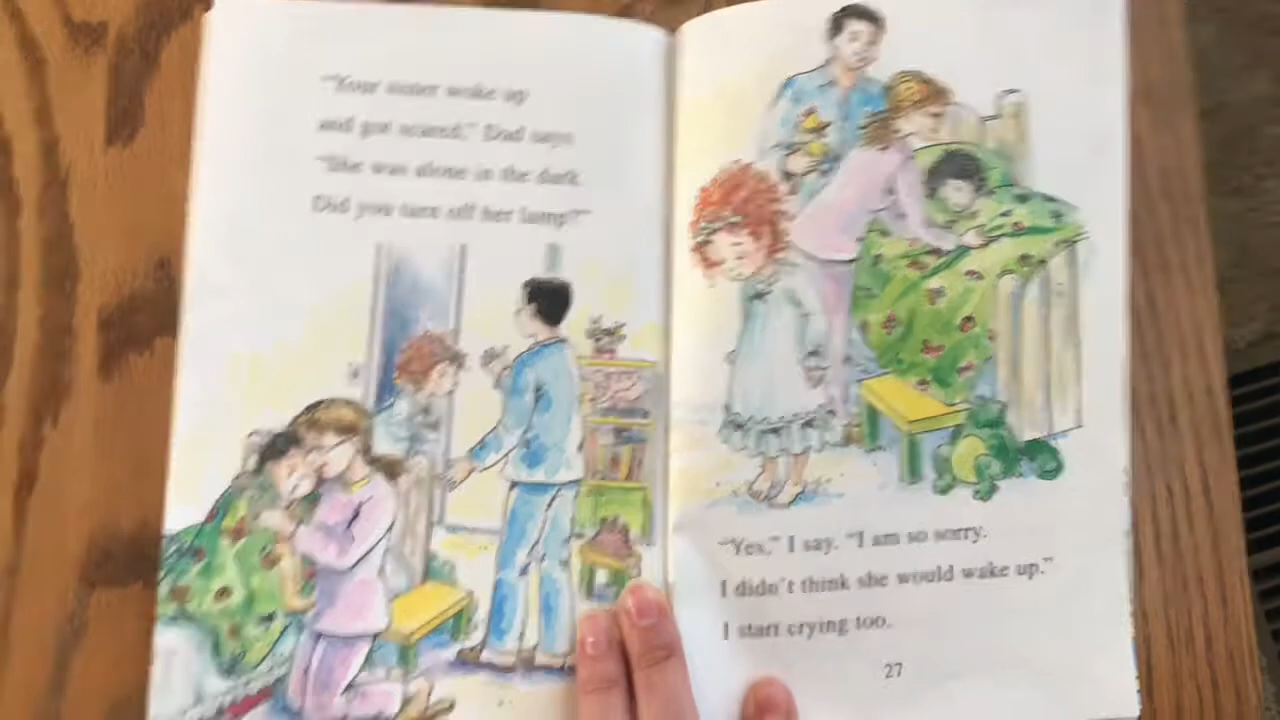 "Your sister woke up
and got scared," Dad says.
"She was alone in the dark.
Did you turn off her lamp?"
"Yes," I say. "I am so sorry.
I didn't think she would wake up."
I start crying too.
27